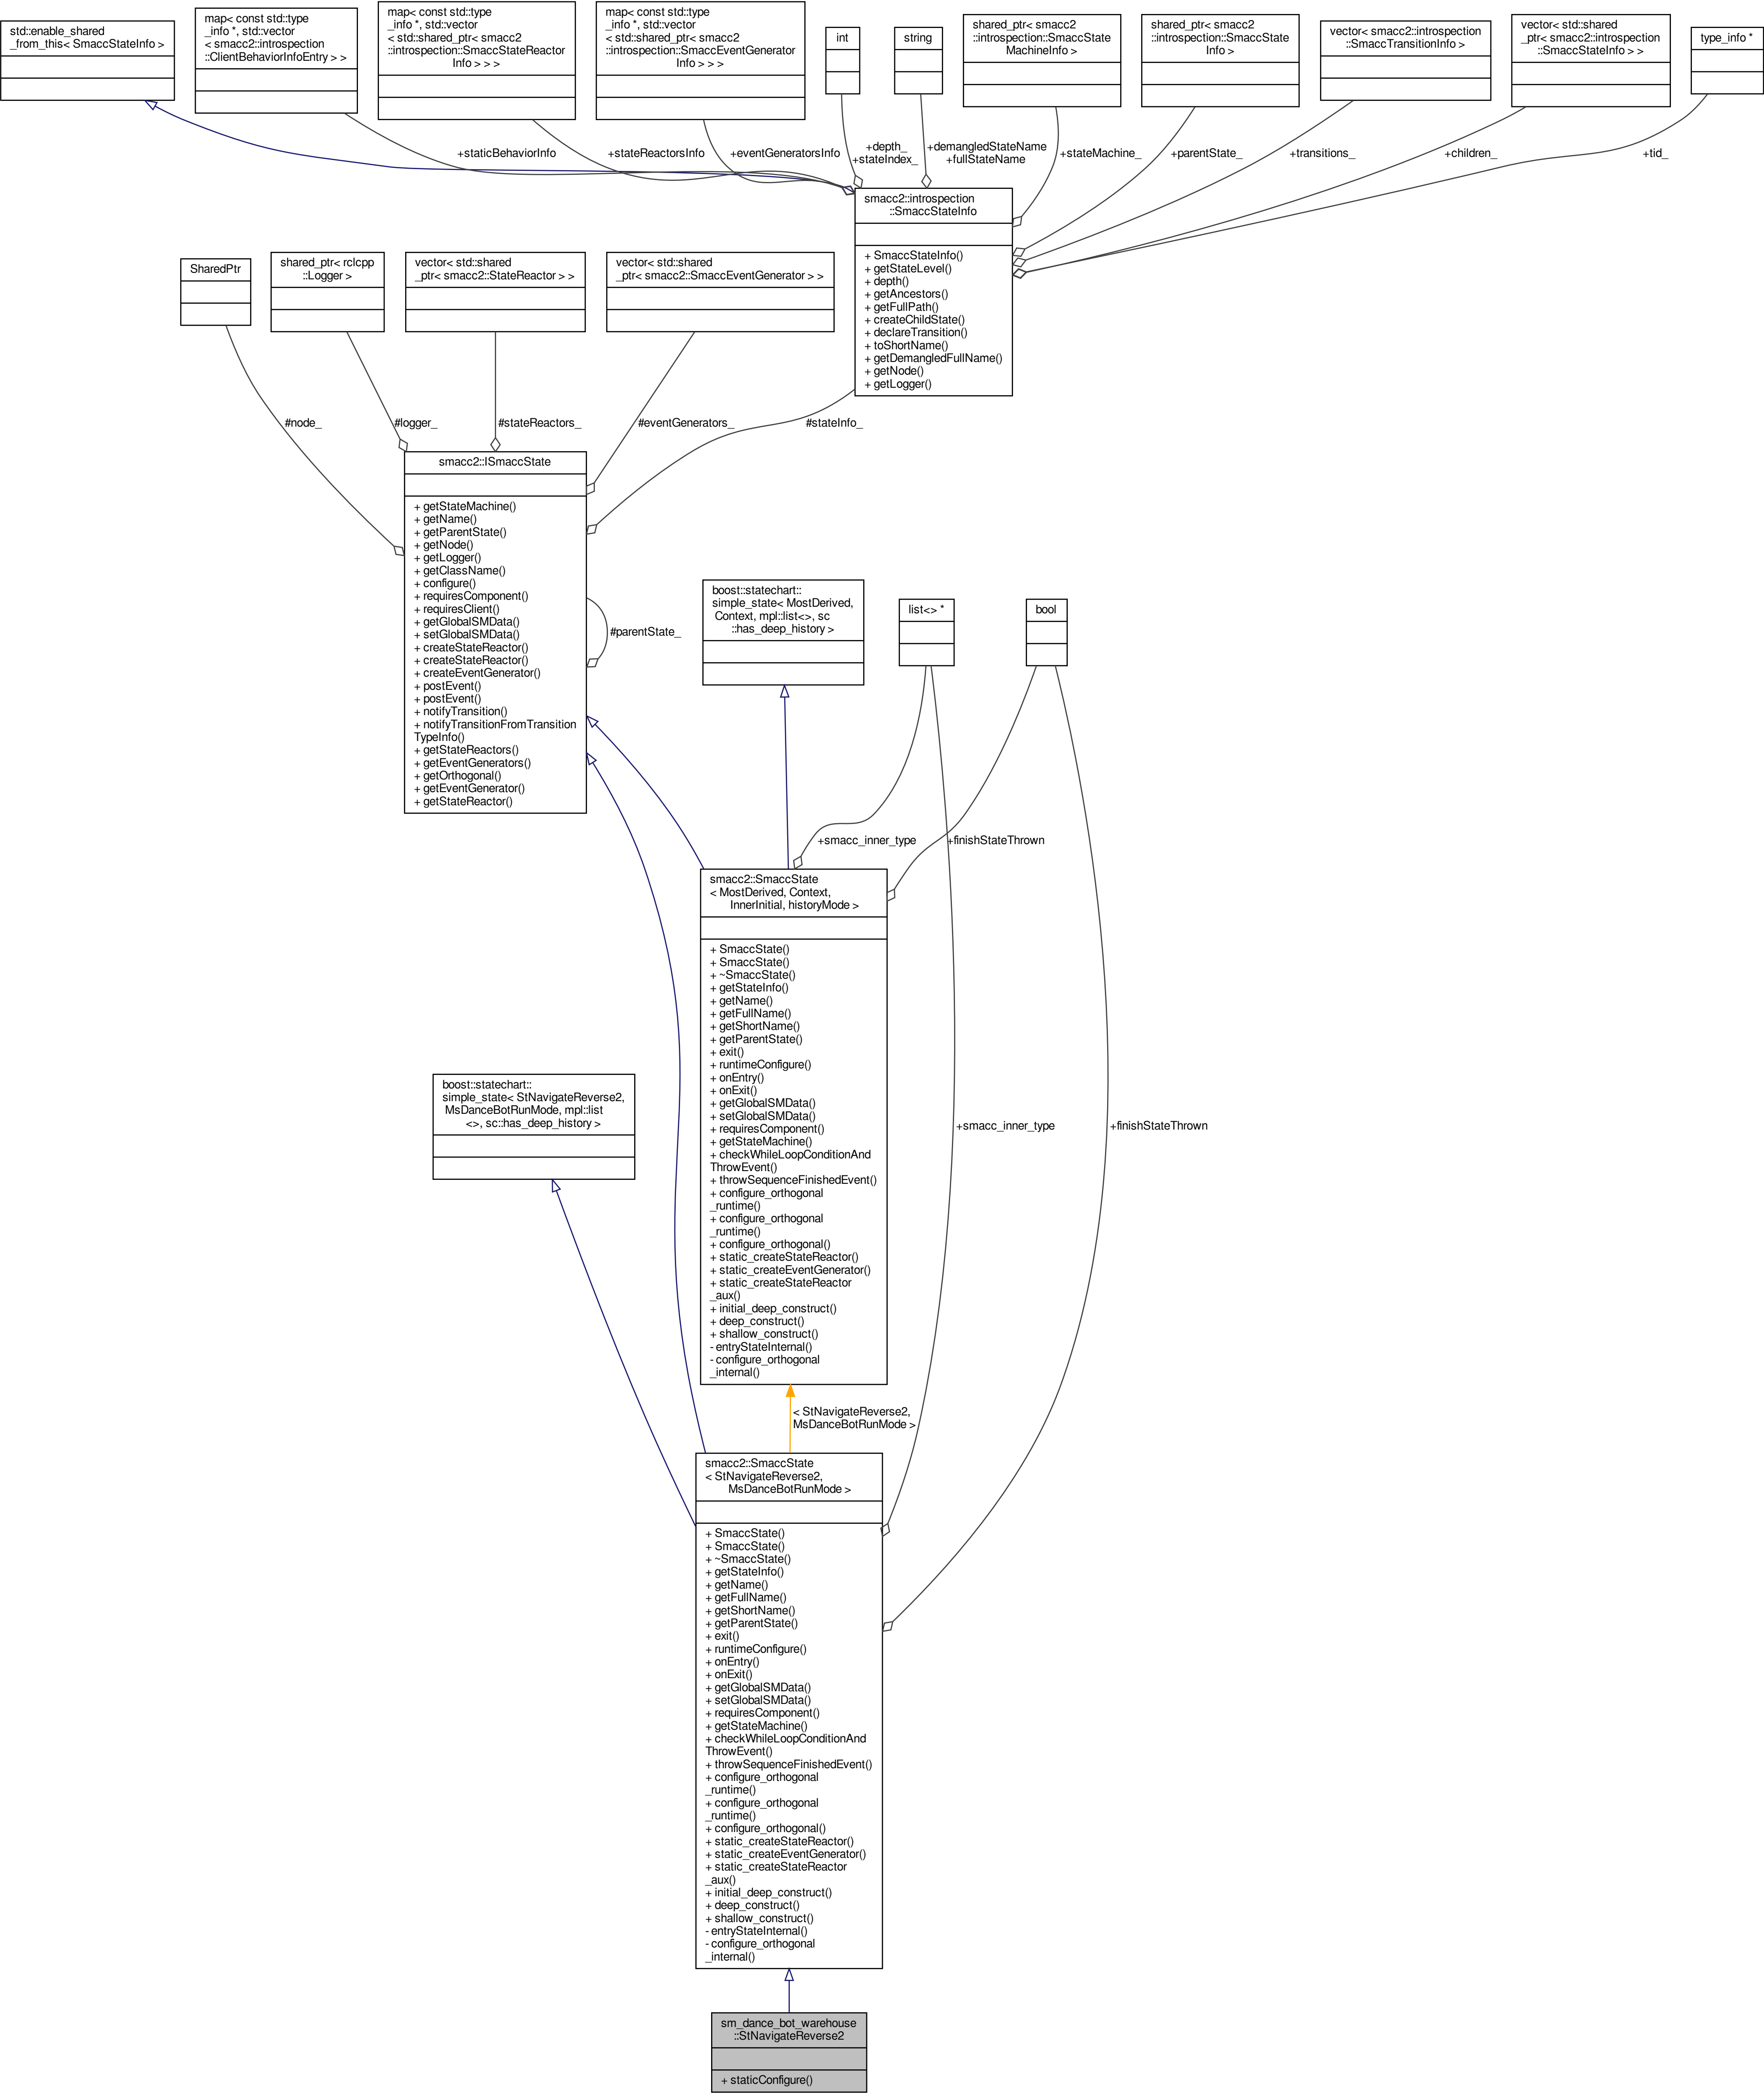 std::enable_shared
_from_this< SmaccStateInfo >
map< const std::type
_info *, std::vector
< smacc2::introspection
::ClientBehaviorInfoEntry > >
map< const std::type
_info *, std::vector
< std::shared_ptr< smacc2
::introspection::SmaccStateReactor
Info > > >
map< const std::type
_info *, std::vector
< std::shared_ptr< smacc2
::introspection::SmaccEventGenerator
Info > > >
int
string
shared_ptr< smacc2
::introspection::SmaccState
MachineInfo >
shared_ptr< smacc2
::introspection::SmaccState
Info >
vector< smacc2::introspection
::SmaccTransitionInfo >
vector< std::shared
_ptr< smacc2::introspection
::SmaccStateInfo > >
type_info *
+staticBehaviorInfo
+stateReactorsInfo
+eventGeneratorsInfo
+depth_
+stateIndex_
+demangledStateName
+fullStateName
+stateMachine_
+parentState_
+transitions_
+children_
+tid_
smacc2::introspection
::SmaccStateInfo
+ SmaccStateInfo()
+ getStateLevel()
+ depth()
+ getAncestors()
+ getFullPath()
+ createChildState()
+ declareTransition()
+ toShortName()
+ getDemangledFullName()
+ getNode()
+ getLogger()
SharedPtr
shared_ptr< rclcpp
::Logger >
vector< std::shared
_ptr< smacc2::StateReactor > >
vector< std::shared
_ptr< smacc2::SmaccEventGenerator > >
#node_
#logger_
#stateReactors_
#eventGenerators_
#stateInfo_
smacc2::ISmaccState
+ getStateMachine()
+ getName()
+ getParentState()
+ getNode()
+ getLogger()
+ getClassName()
+ configure()
+ requiresComponent()
+ requiresClient()
+ getGlobalSMData()
+ setGlobalSMData()
+ createStateReactor()
+ createStateReactor()
+ createEventGenerator()
+ postEvent()
+ postEvent()
+ notifyTransition()
+ notifyTransitionFromTransition
TypeInfo()
+ getStateReactors()
+ getEventGenerators()
+ getOrthogonal()
+ getEventGenerator()
+ getStateReactor()
#parentState_
boost::statechart::
simple_state< MostDerived,
Context, mpl::list<>, sc
::has_deep_history >
list<> *
bool
+smacc_inner_type
+finishStateThrown
smacc2::SmaccState
< MostDerived, Context,
InnerInitial, historyMode >
+ SmaccState()
+ SmaccState()
+ ~SmaccState()
+ getStateInfo()
+ getName()
+ getFullName()
+ getShortName()
+ getParentState()
+ exit()
+ runtimeConfigure()
+ onEntry()
+ onExit()
+ getGlobalSMData()
+ setGlobalSMData()
+ requiresComponent()
+ getStateMachine()
+ checkWhileLoopConditionAnd
ThrowEvent()
+ throwSequenceFinishedEvent()
+ configure_orthogonal
_runtime()
+ configure_orthogonal
_runtime()
+ configure_orthogonal()
+ static_createStateReactor()
+ static_createEventGenerator()
+ static_createStateReactor
_aux()
+ initial_deep_construct()
+ deep_construct()
+ shallow_construct()
- entryStateInternal()
- configure_orthogonal
_internal()
boost::statechart::
simple_state< StNavigateReverse2,
MsDanceBotRunMode, mpl::list
<>, sc::has_deep_history >
+smacc_inner_type
+finishStateThrown
< StNavigateReverse2,
MsDanceBotRunMode >
smacc2::SmaccState
< StNavigateReverse2,
MsDanceBotRunMode >
+ SmaccState()
+ SmaccState()
+ ~SmaccState()
+ getStateInfo()
+ getName()
+ getFullName()
+ getShortName()
+ getParentState()
+ exit()
+ runtimeConfigure()
+ onEntry()
+ onExit()
+ getGlobalSMData()
+ setGlobalSMData()
+ requiresComponent()
+ getStateMachine()
+ checkWhileLoopConditionAnd
ThrowEvent()
+ throwSequenceFinishedEvent()
+ configure_orthogonal
_runtime()
+ configure_orthogonal
_runtime()
+ configure_orthogonal()
+ static_createStateReactor()
+ static_createEventGenerator()
+ static_createStateReactor
_aux()
+ initial_deep_construct()
+ deep_construct()
+ shallow_construct()
- entryStateInternal()
- configure_orthogonal
_internal()
sm_dance_bot_warehouse
::StNavigateReverse2
+ staticConfigure()